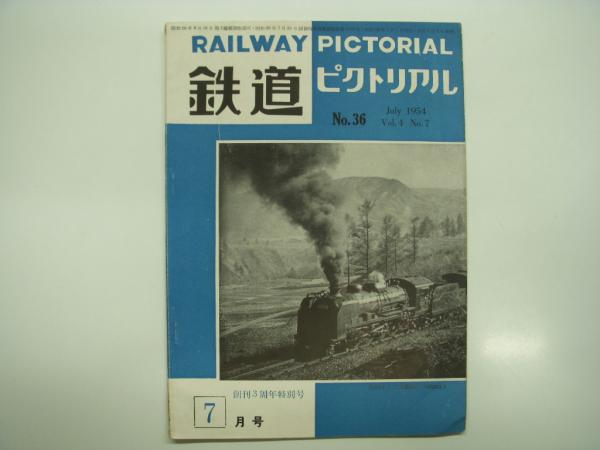 RAILWAY PICTORIAL
鉄道ピクトリアル
No.36
July 1954
Vol. 4 No. 7
創刊3周年特別号
7月号